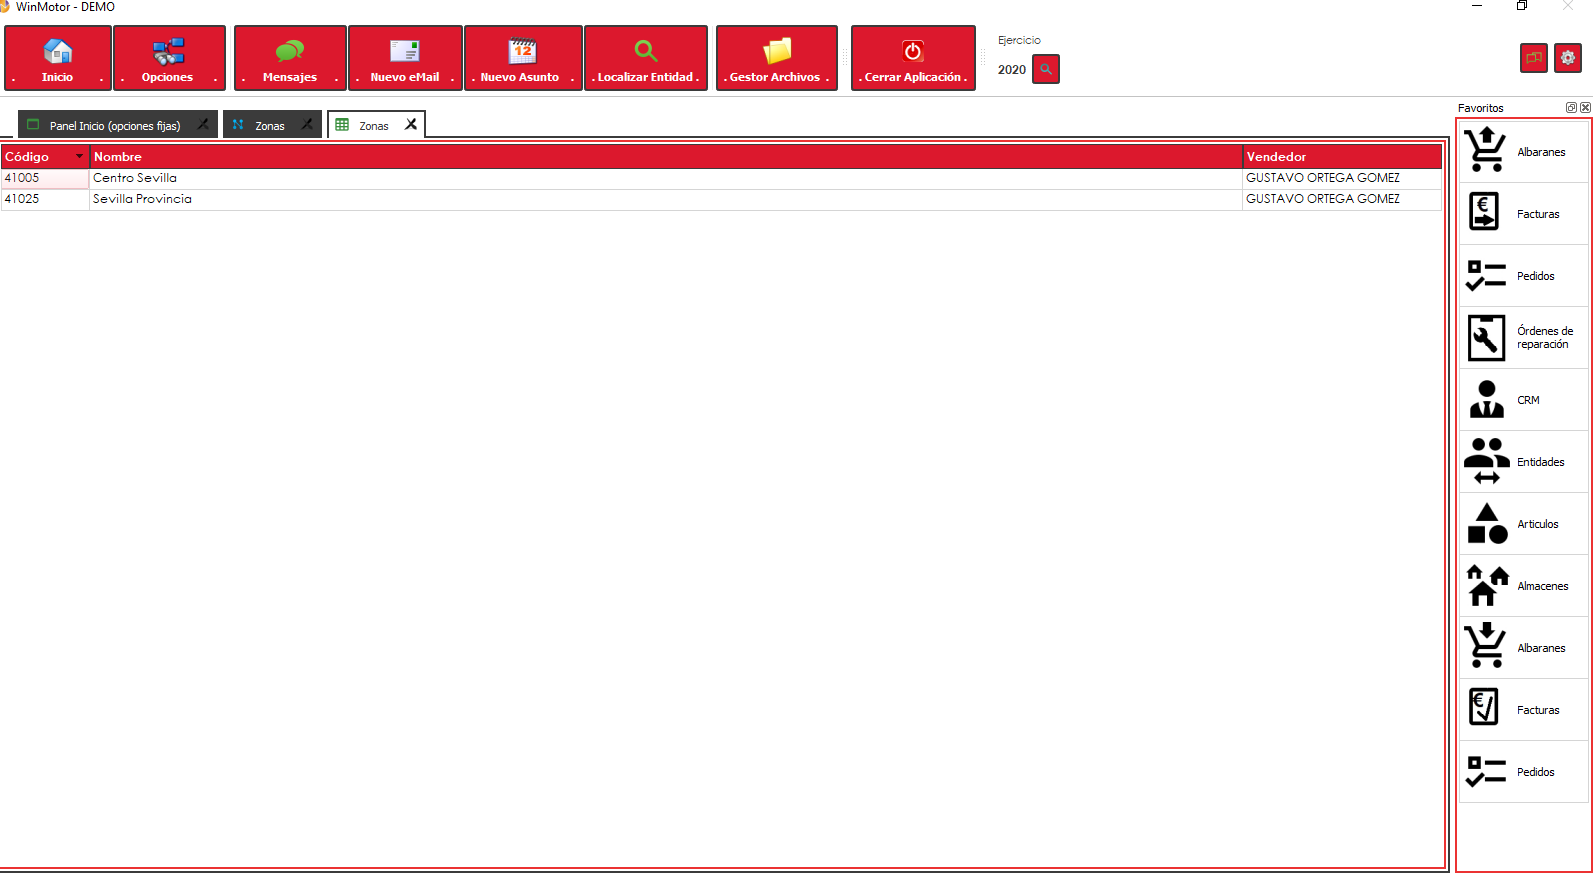 WinMotor - DEMO
. Inicio .
. Opciones .
. Mensajes .
. Nuevo eMail .
. Nuevo Asunto .
. Localizar Entidad .
. Gestor Archivos .
. Cerrar Aplicación .
Ejercicio
2020
12
Panel Inicio (opciones fijas)
Zonas
Zonas
Código Nombre Vendedor
41005 Centro Sevilla GUSTAVO ORTEGA GOMEZ
41025 Sevilla Provincia GUSTAVO ORTEGA GOMEZ
Favoritos
Albaranes
€ Facturas
Pedidos
Órdenes de
reparación
CRM
Entidades
Articulos
Almacenes
Albaranes
€ Facturas
Pedidos